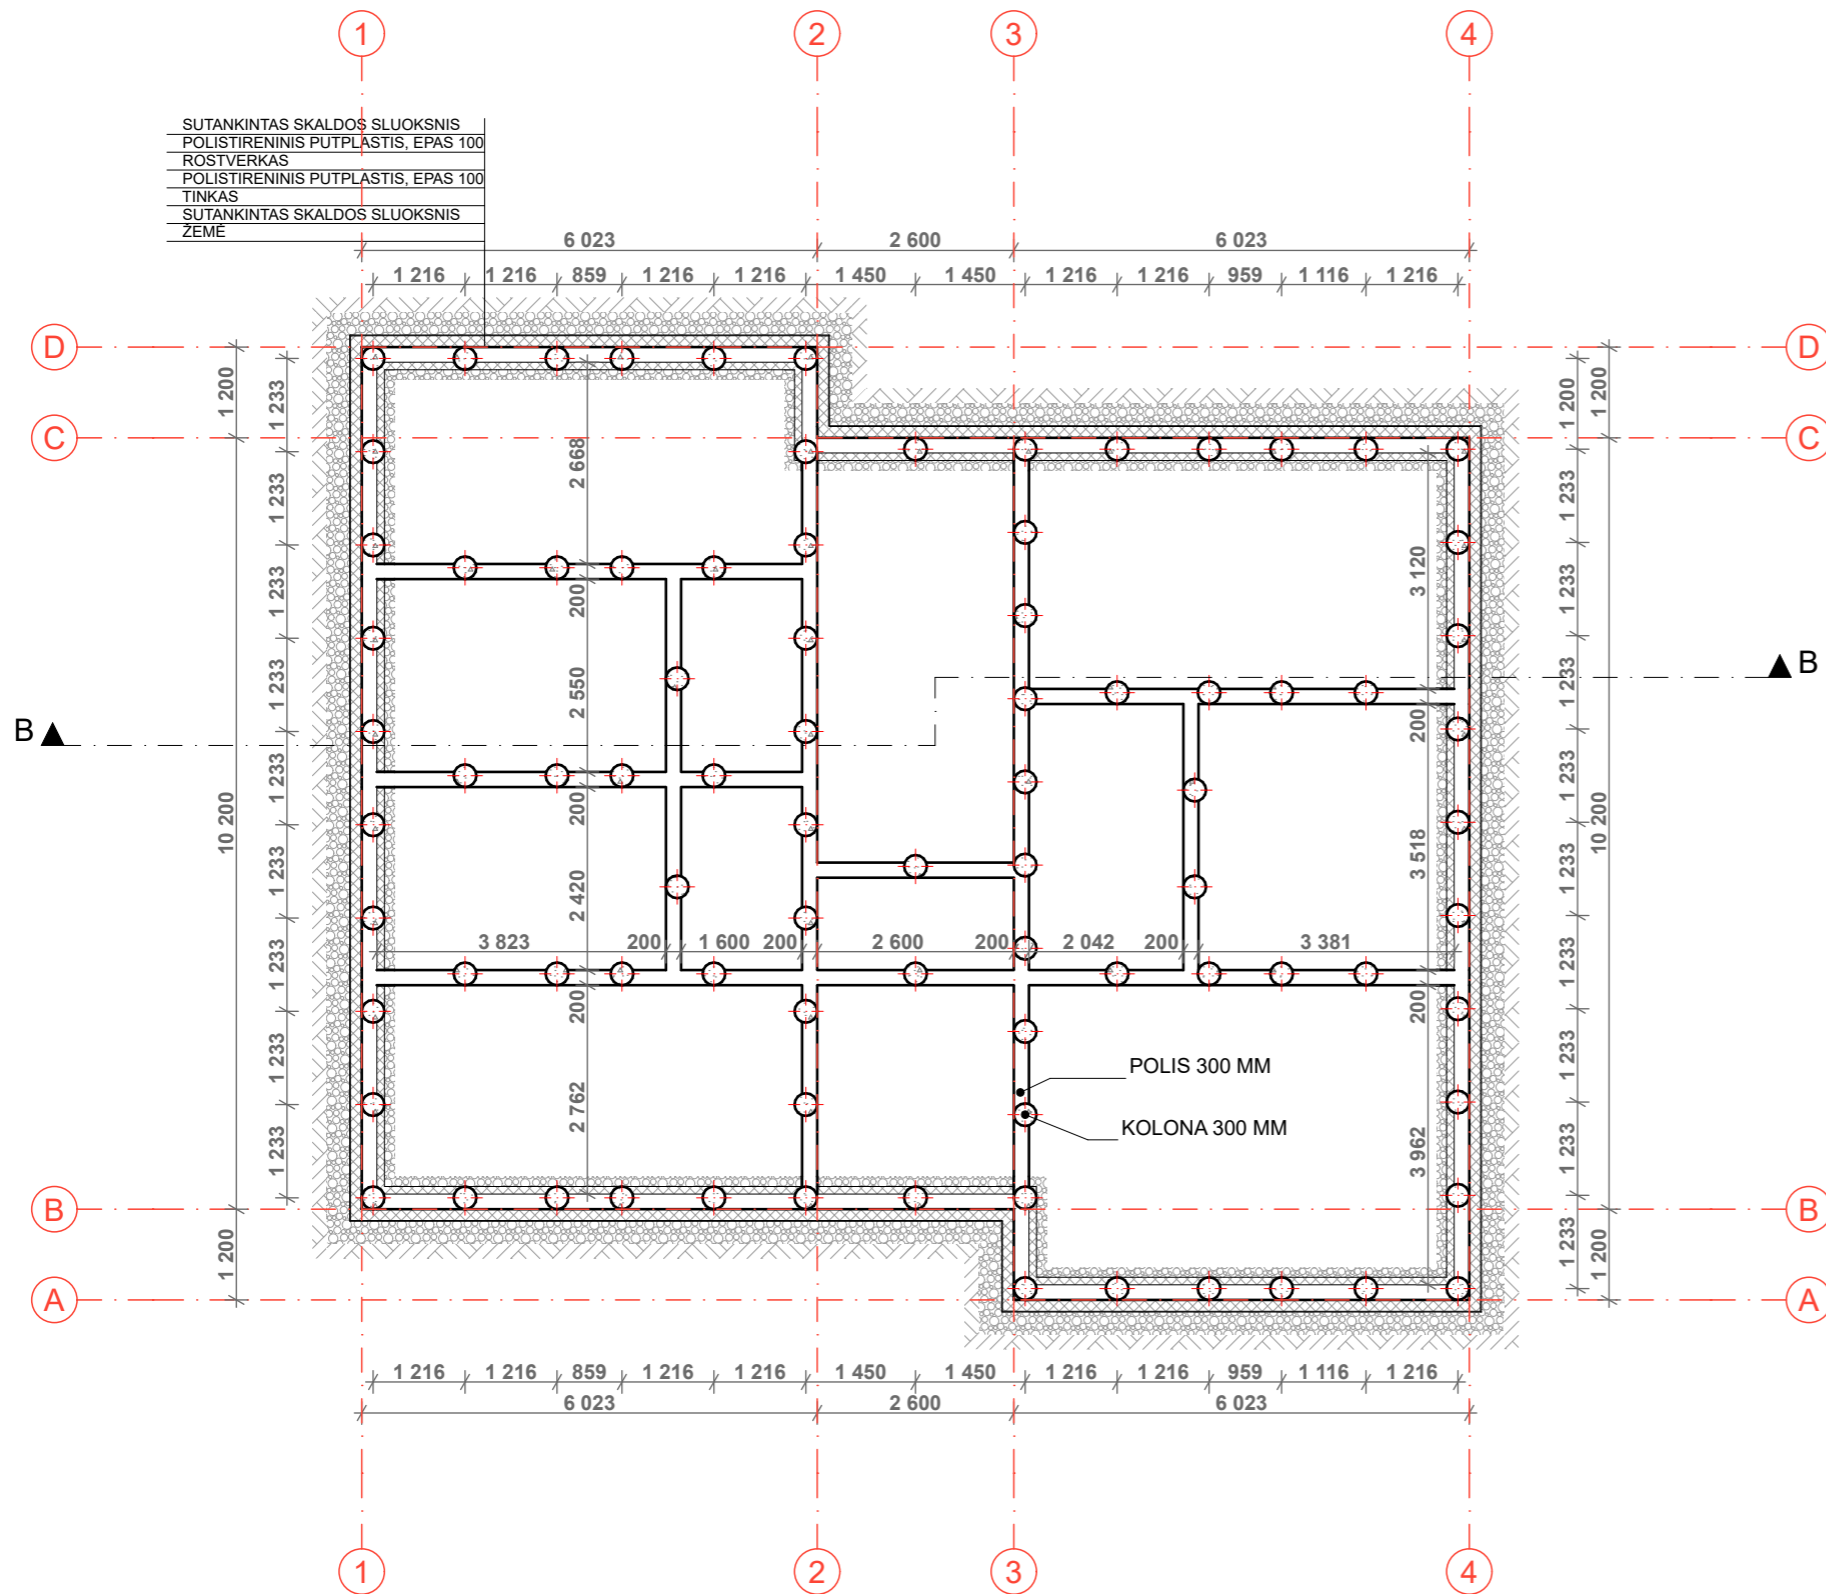 1 2 3 4
SUTANKINTAS SKALDOS SLUOKSNIS
POLISTIRENINIS PUTPLASTIS, EPAS 100
ROSTVERKAS
POLISTIRENINIS PUTPLASTIS, EPAS 100
TINKAS
SUTANKINTAS SKALDOS SLUOKSNIS
ŽEMĖ
6 023 2 600 6 023
1 216 1 216 859 1 216 1 216 1 450 1 450 1 216 1 216 959 1 116 1 216
D D
1 200 1 233 1 200 1 200
C C
2 668
1 233 1 233
3 120
200
1 233 1 233
B
2 550
1 233 1 233
200
B
1 233 1 233
200
10 200 10 200
3 518
1 233 1 233
2 420
3 823 200 1 600 200 2 600 200 2 042 200 3 381
1 233 1 233
200 200
1 233 1 233
POLIS 300 MM
2 762
KOLONA 300 MM
3 962
1 233 1 233
B B
1 200 1 233 1 200
A A
1 216 1 216 859 1 216 1 216 1 450 1 450 1 216 1 216 959 1 116 1 216
6 023 2 600 6 023
1 2 3 4